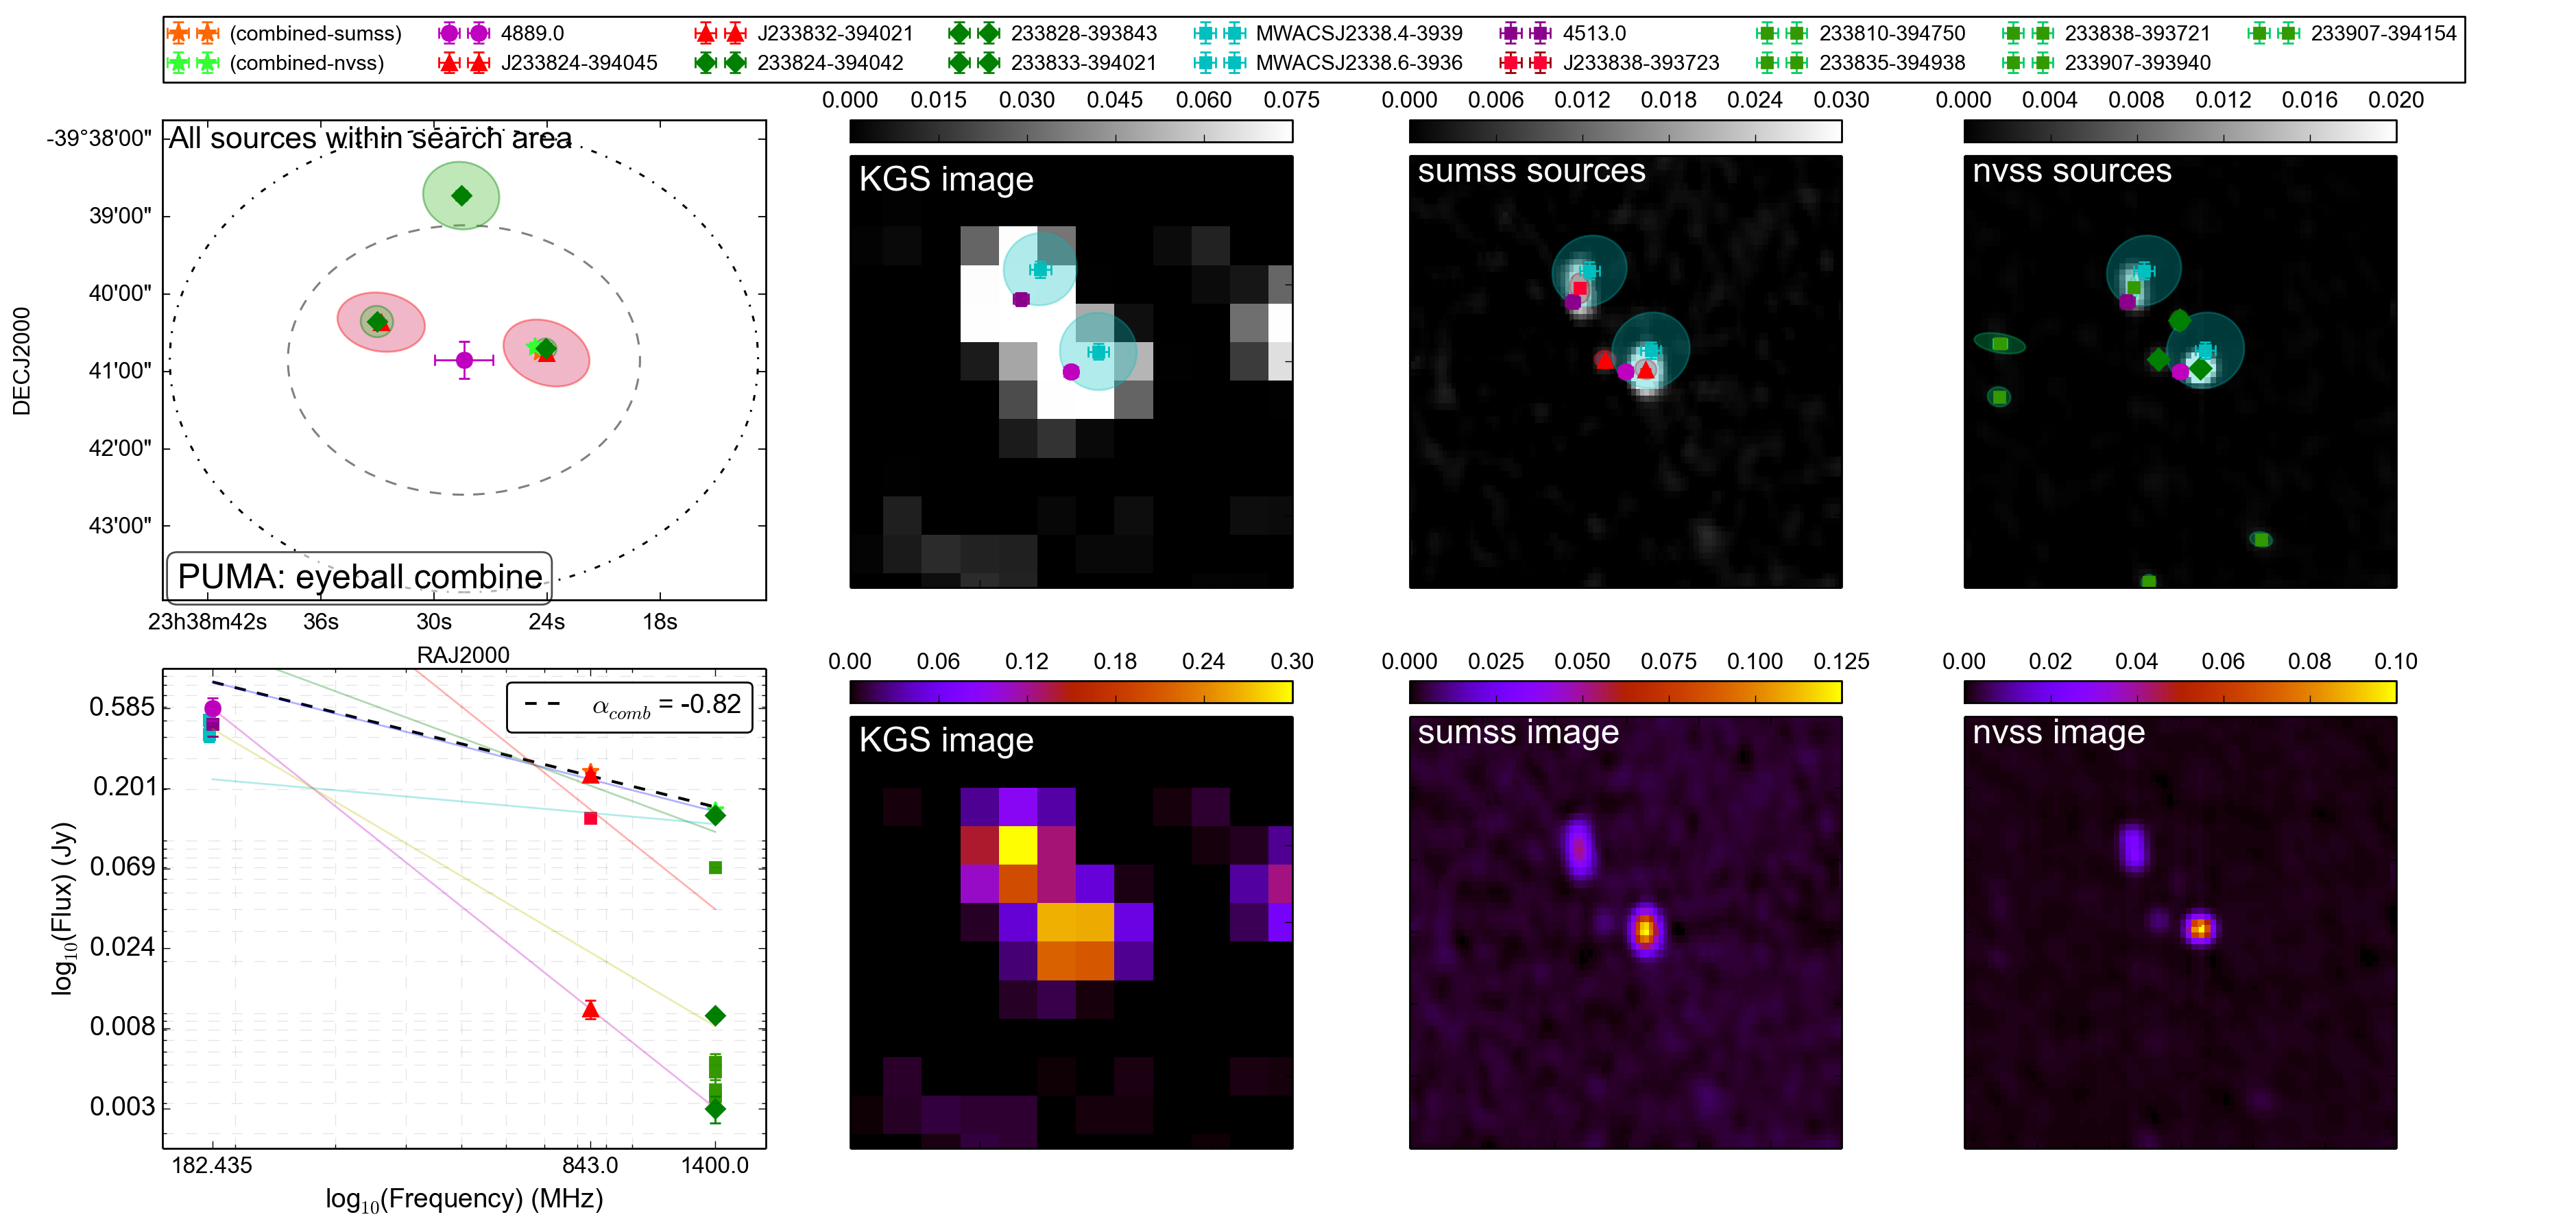 (combined-sumss) 4889.0 J233832-394021 233828-393843 MWACSJ2338.4-3939 4513.0 233810-394750 233838-393721 233907-394154
(combined-nvss) J233824-394045 233824-394042 233833-394021 MWACSJ2338.6-3936 J233838-393723 233835-394938 233907-393940
0.000 0.015 0.030 0.045 0.060 0.075
0.000 0.006 0.012 0.018 0.024 0.030
0.000 0.004 0.008 0.012 0.016 0.020
All sources within search area
-39°38'00"
39'00"
40'00"
41'00"
42'00"
43'00"
DECJ2000
PUMA: eyeball combine
23h38m42s 36s 30s 24s 18s
RAJ2000
KGS image
sumss sources
nvss sources
α_comb = -0.82
0.585
0.201
0.069
0.024
0.008
0.003
log10(Flux) (Jy)
182.435 843.0 1400.0
log10(Frequency) (MHz)
0.00 0.06 0.12 0.18 0.24 0.30
0.000 0.025 0.050 0.075 0.100 0.125
0.00 0.02 0.04 0.06 0.08 0.10
KGS image
sumss image
nvss image